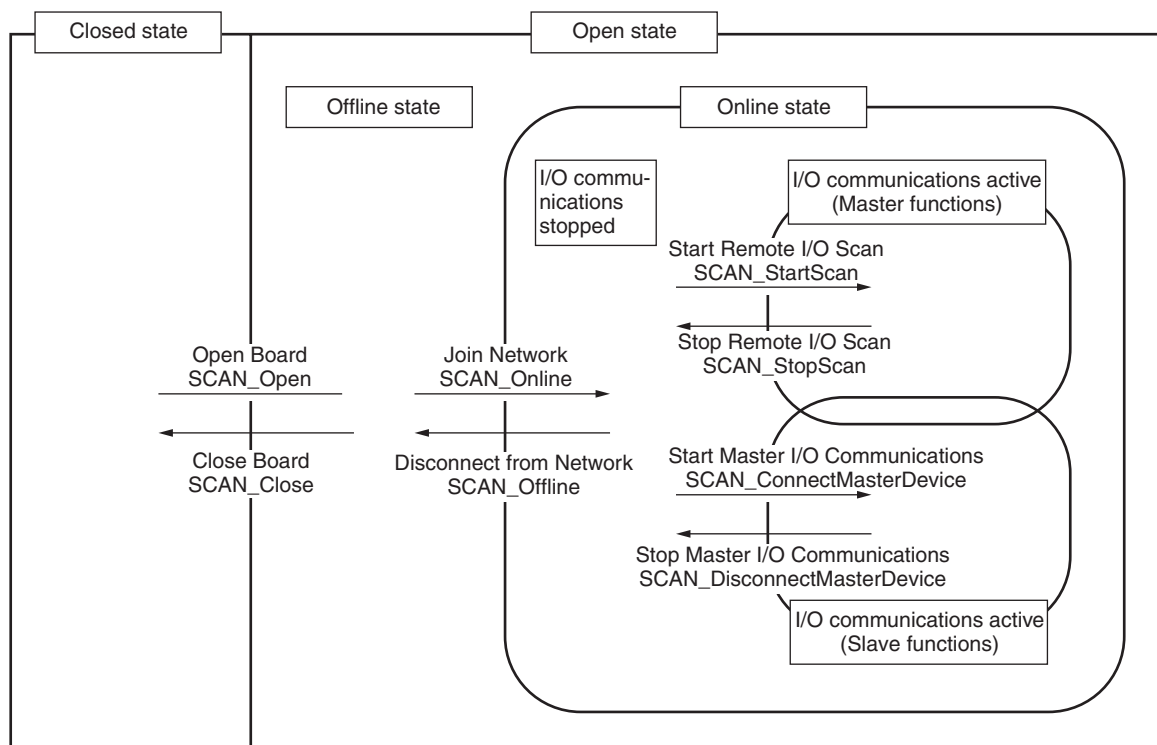 Closed state
Open state
Offline state
Online state
I/O commu-
nications
stopped
I/O communications active
(Master functions)
Start Remote I/O Scan
SCAN_StartScan
Stop Remote I/O Scan
SCAN_StopScan
Open Board
SCAN_Open
Join Network
SCAN_Online
Close Board
SCAN_Close
Disconnect from Network
SCAN_Offline
Start Master I/O Communications
SCAN_ConnectMasterDevice
Stop Master I/O Communications
SCAN_DisconnectMasterDevice
I/O communications active
(Slave functions)